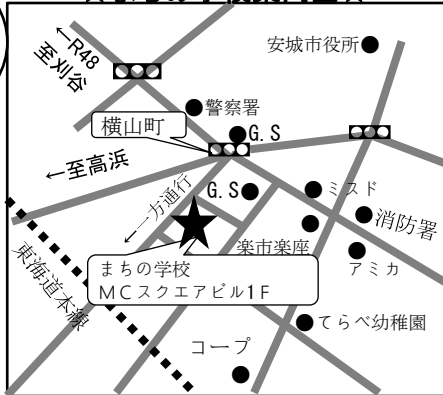 ←R48
至刈谷
安城市役所
警察署
G.S
横山町
←至高浜
←一方通行
G.S
ミスド
消防署
楽市楽座
アミカ
まちの学校
MCスクエアビル1F
東海道本線
てらべ幼稚園
コープ